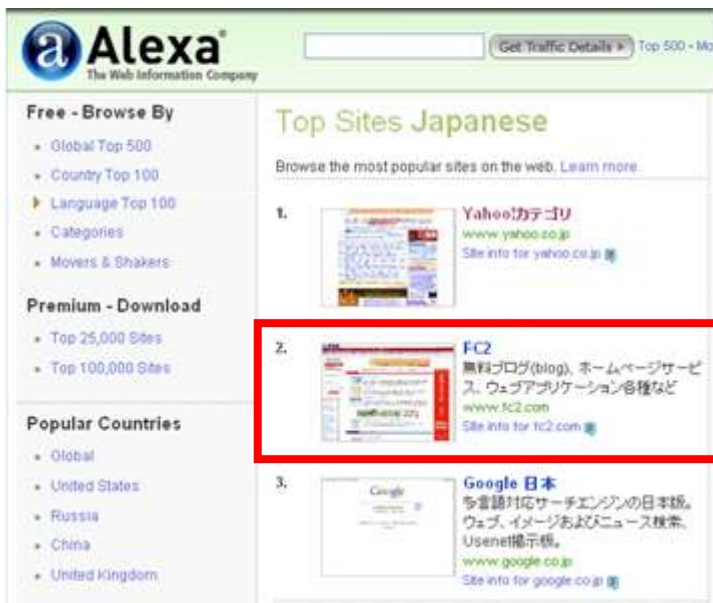 Alexa
The Web Information Company
Get Traffic Details
Top 500 - Mo
Free - Browse By
Global Top 500
Country Top 100
Language Top 100
Categories
Movers & Shakers
Premium - Download
Top 25,000 Sites
Top 100,000 Sites
Popular Countries
Global
United States
Russia
China
United Kingdom
Top Sites Japanese
Browse the most popular sites on the web. Learn more.
1.
Yahoo!カテゴリ
www.yahoo.co.jp
Site info for yahoo.co.jp
2.
FC2
無料ブログ(blog)、ホームページサービ
ス、ウェブアプリケーション各種など
www.fc2.com
Site info for fc2.com
3.
Google
Google 日本
多言語対応サーチエンジンの日本版。
ウェブ、イメージおよびニュース検索、
Usenet掲示板。
www.google.co.jp
Site info for google.co.jp